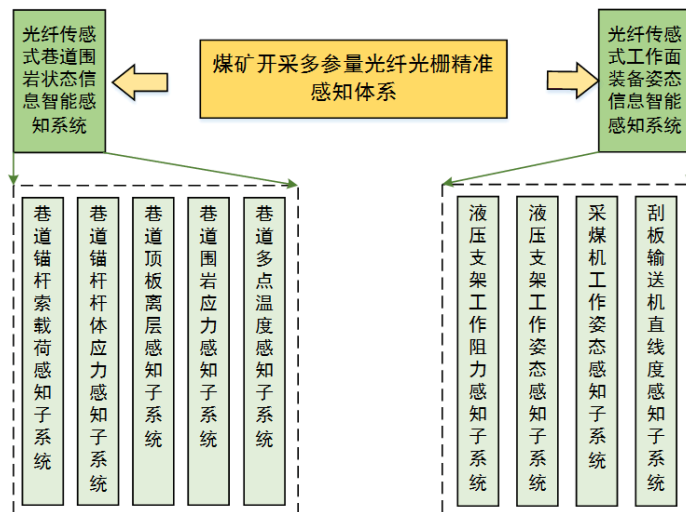 光纤传感
式巷道围
岩状态信
息智能感
知系统
煤矿开采多参量光纤光栅精准
感知体系
光纤传感
式工作面
装备姿态
信息智能
感知系统
巷道锚杆索载荷感知子系统
巷道锚杆杆体应力感知子系统
巷道顶板离层感知子系统
巷道围岩应力感知子系统
巷道多点温度感知子系统
液压支架工作阻力感知子系统
液压支架工作姿态感知子系统
采煤机工作姿态感知子系统
刮板输送机直线度感知子系统